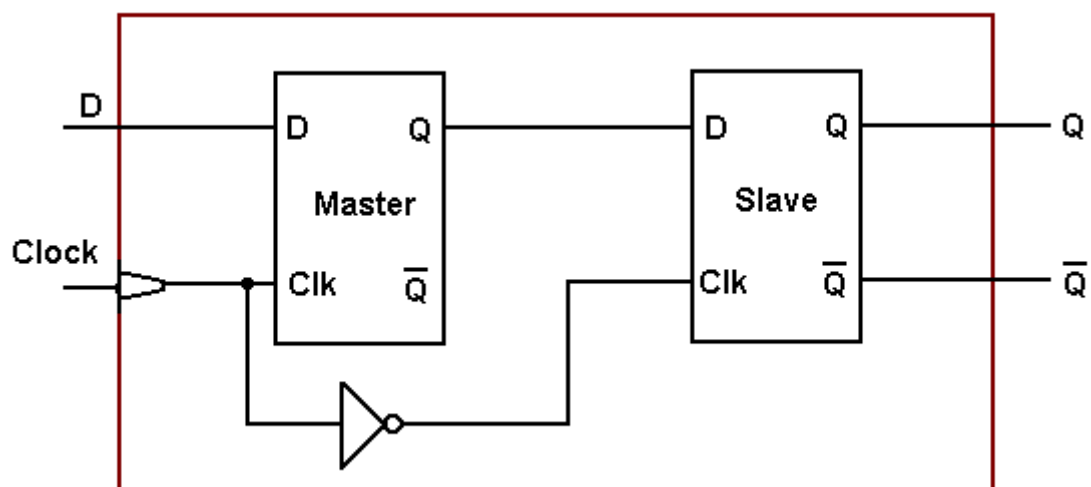 D
D Q
Master
Clk Q̅
Clock
D Q
Slave
Clk Q̅
Q
Q̅